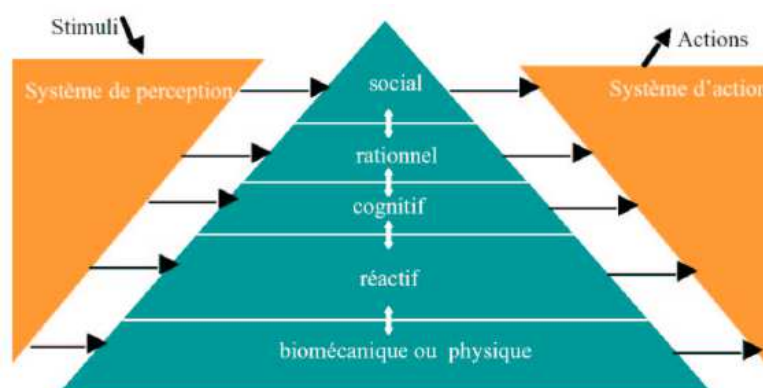 Stimuli
Actions
Système de perception
social
Système d'action
rationnel
cognitif
réactif
biomécanique ou physique